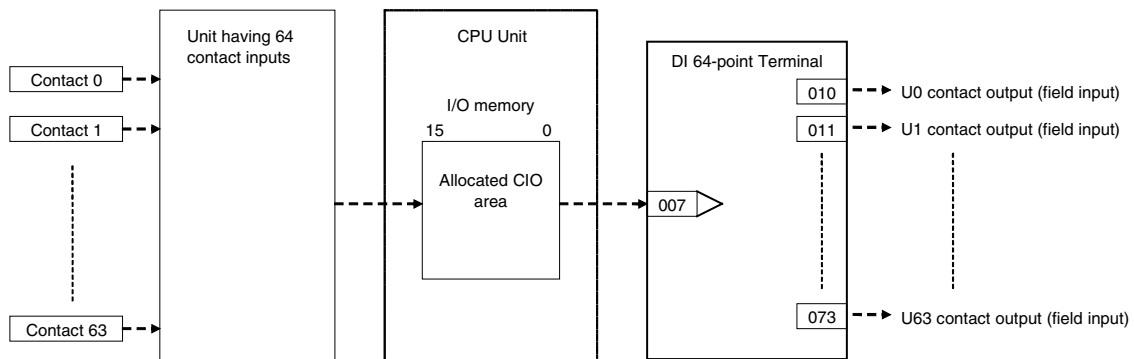 Unit having 64
contact inputs
Contact 0
Contact 1
Contact 63
CPU Unit
I/O memory
15 0
Allocated CIO
area
DI 64-point Terminal
007
010
011
073
U0 contact output (field input)
U1 contact output (field input)
U63 contact output (field input)